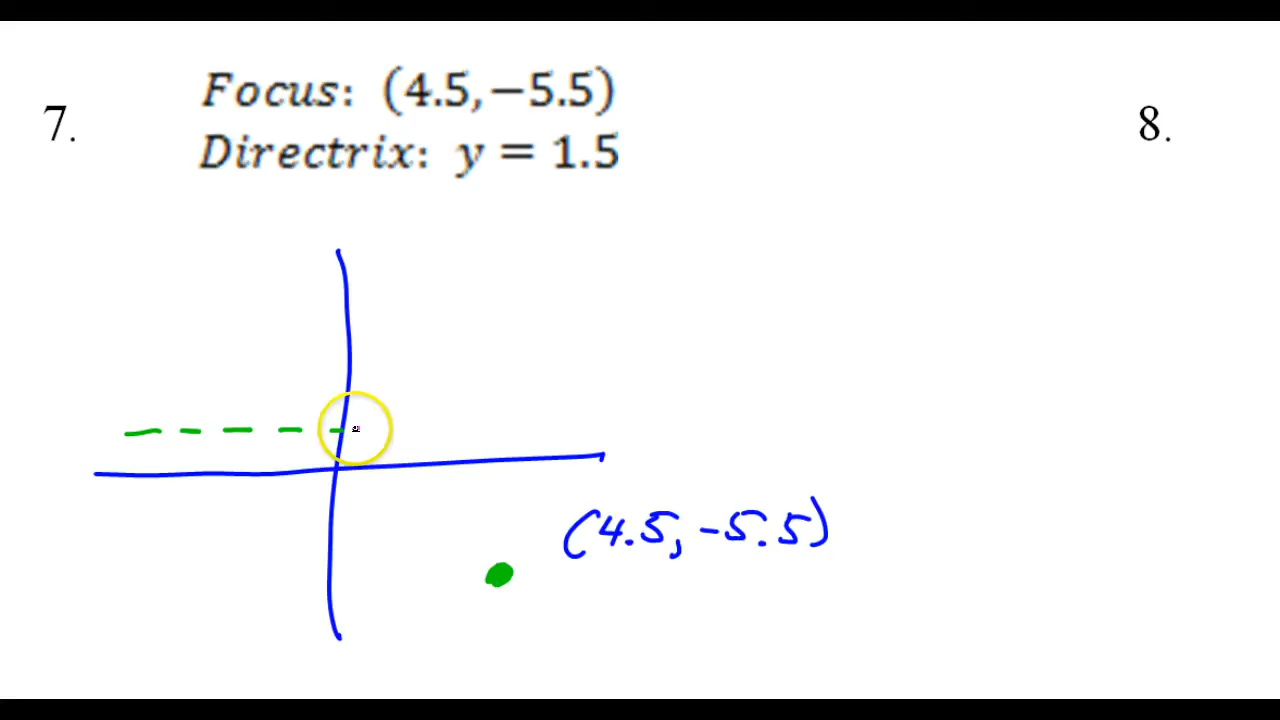 7.
Focus: (4.5,−5.5)
Directrix: y = 1.5
8.
(4.5, -5.5)